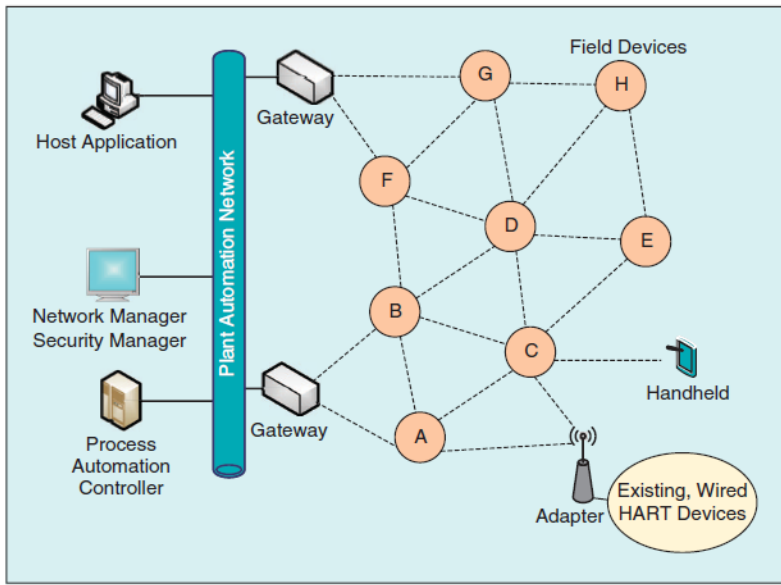 Field Devices
G
H
Gateway
Host Application
Plant Automation Network
F
D
E
Network Manager
Security Manager
B
C
Handheld
Gateway
A
Process
Automation
Controller
Adapter
Existing, Wired
HART Devices